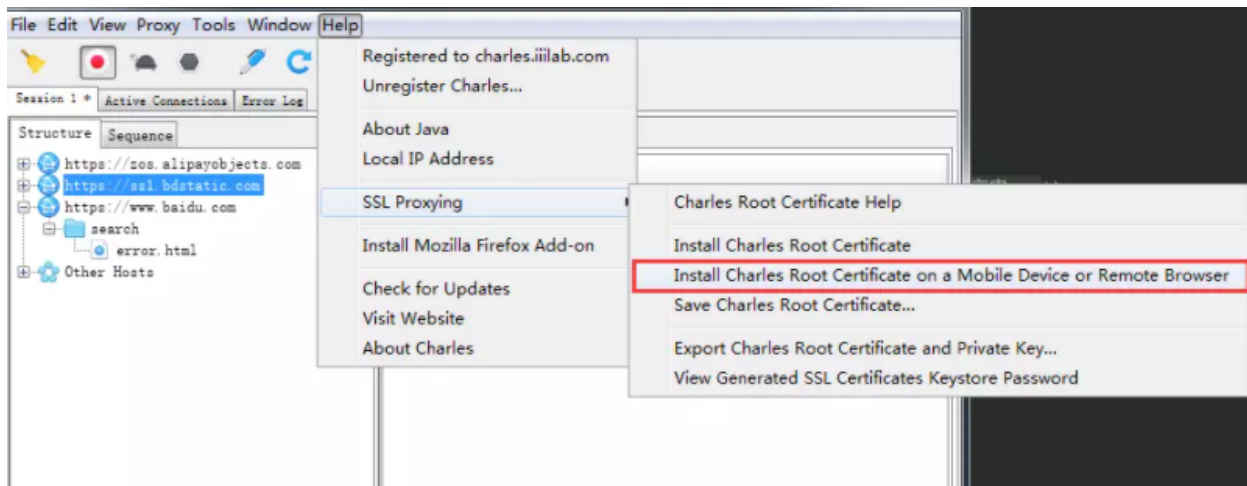 File Edit View Proxy Tools Window Help
Registered to charles.iiilab.com
Unregister Charles...
Session 1 * Active Connections Error Log
About Java
Structure Sequence
Local IP Address
https://zos.alipayobjects.com
https://ssl.bdstatic.com
SSL Proxying
Charles Root Certificate Help
https://www.baidu.com
search
Install Mozilla Firefox Add-on
Install Charles Root Certificate
error.html
Other Hosts
Install Charles Root Certificate on a Mobile Device or Remote Browser
Check for Updates
Save Charles Root Certificate...
Visit Website
About Charles
Export Charles Root Certificate and Private Key...
View Generated SSL Certificates Keystore Password